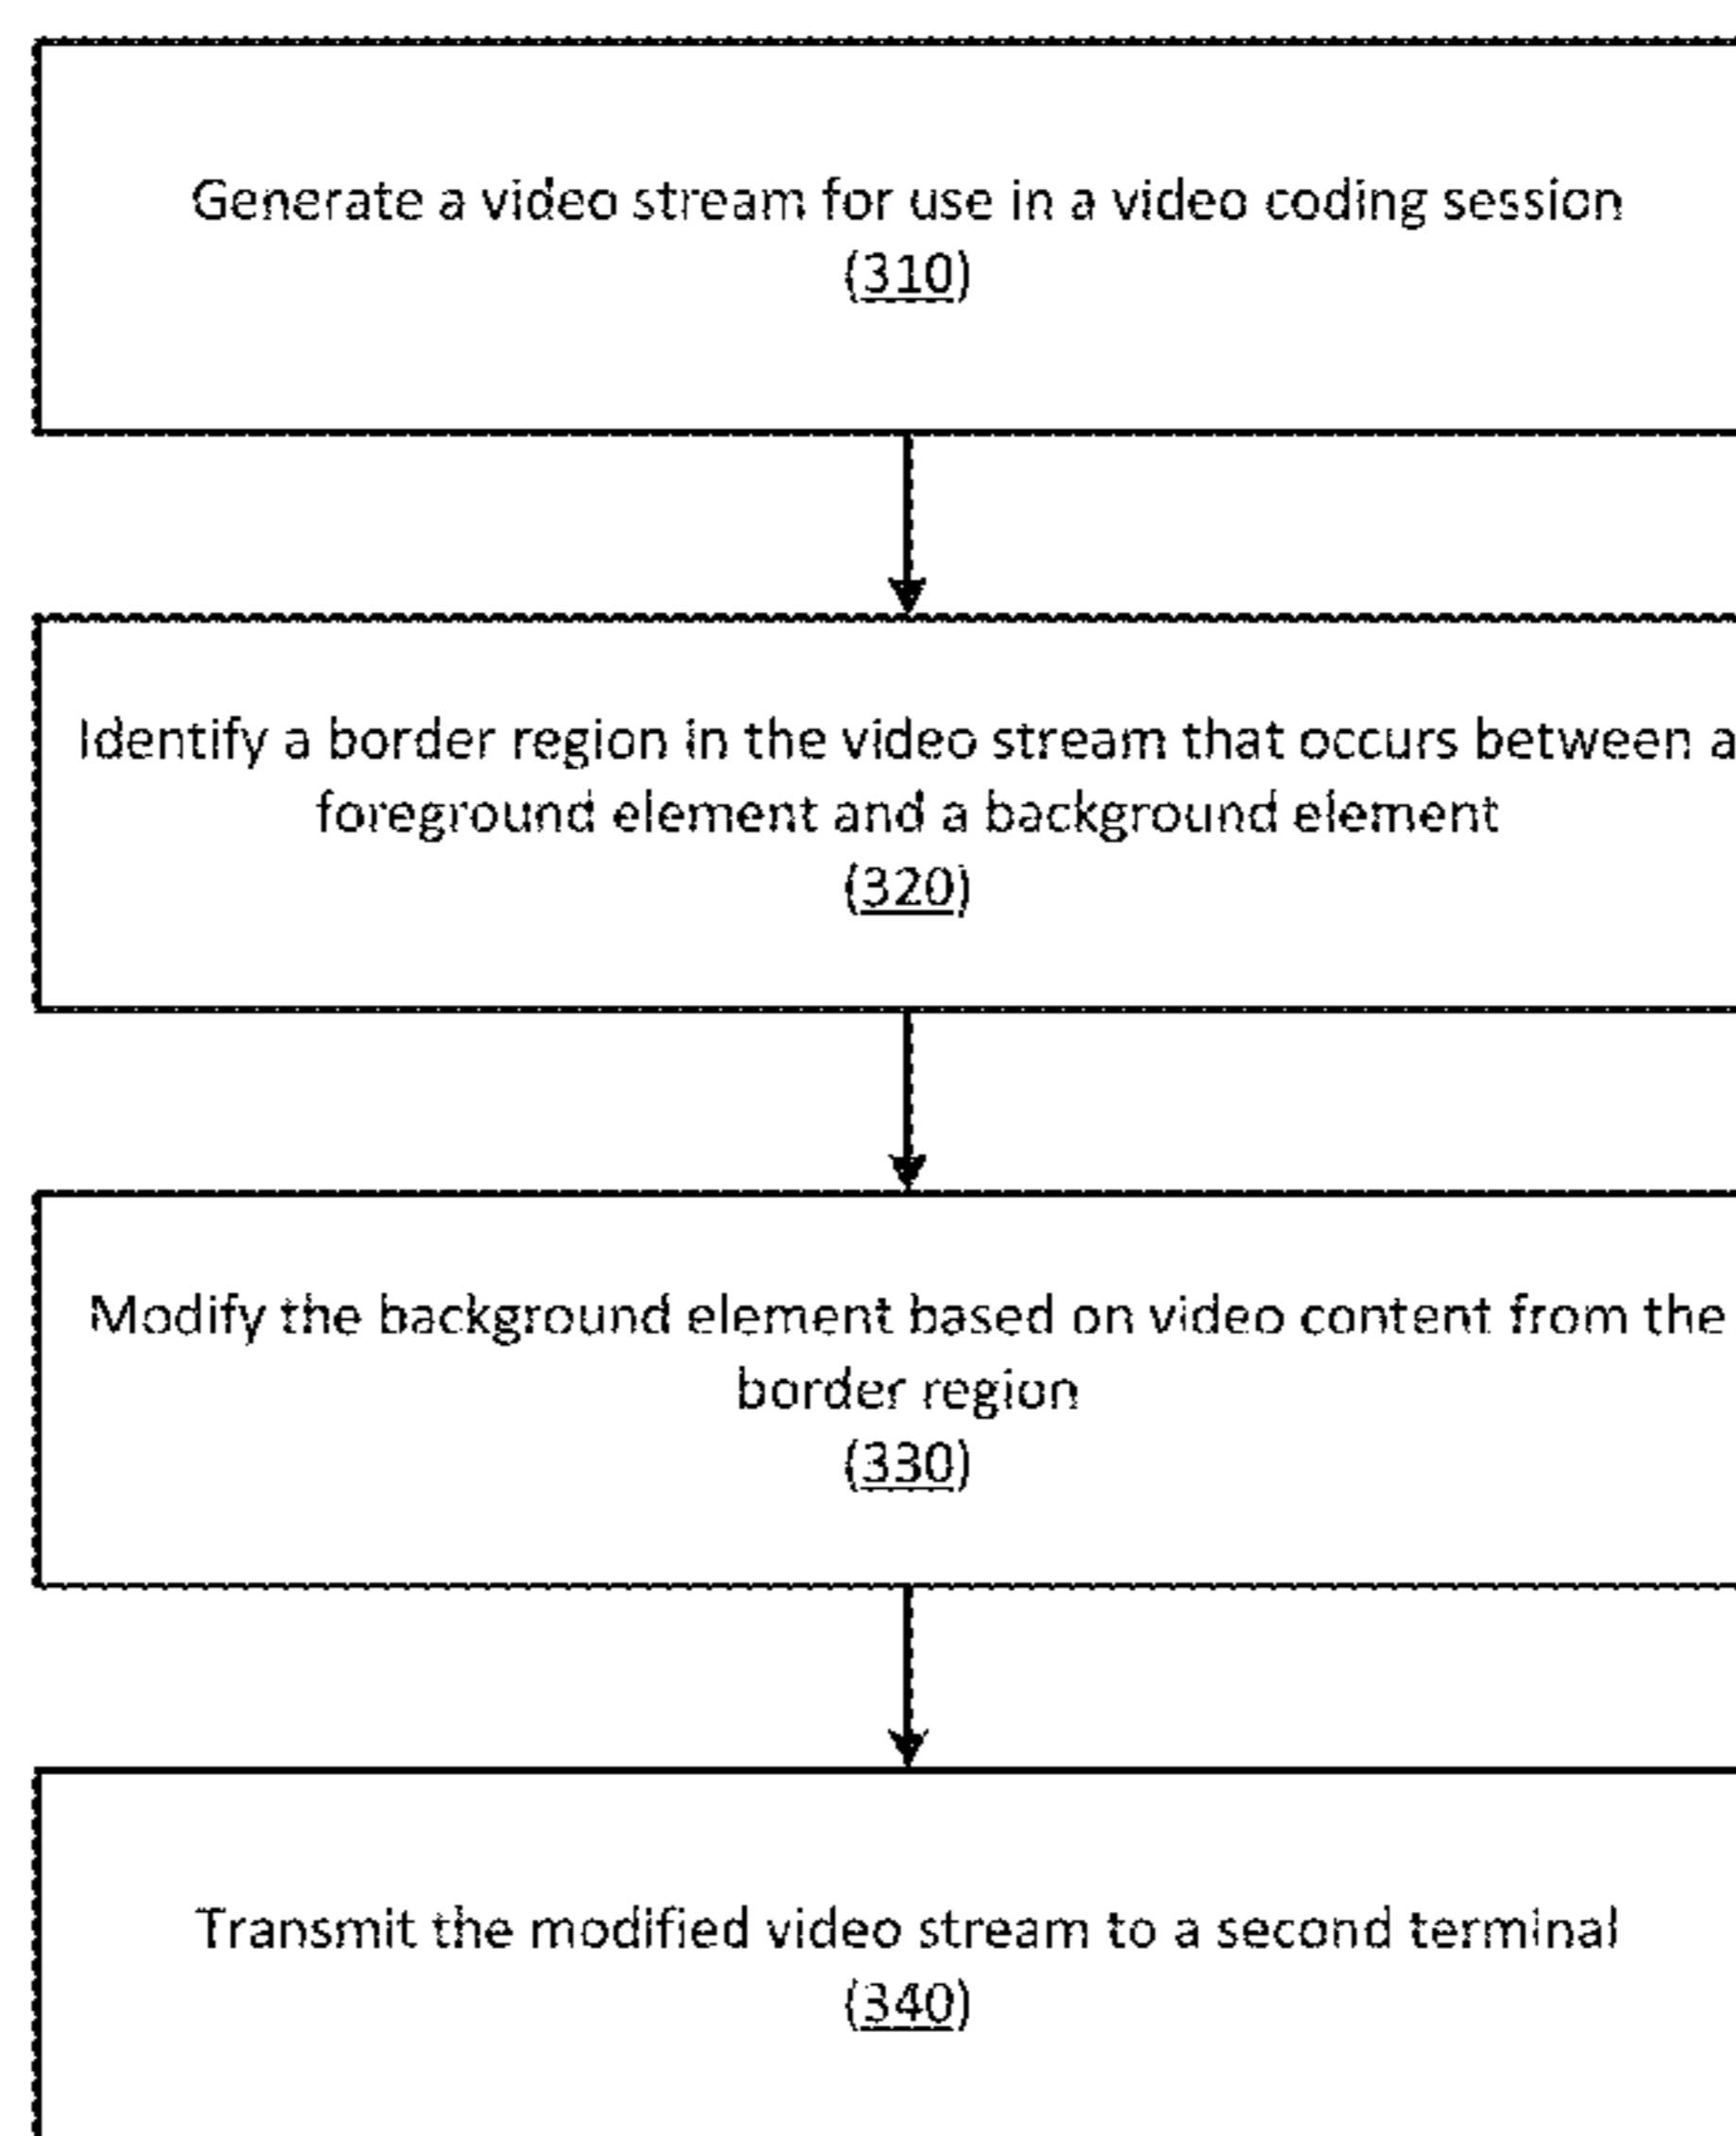 Generate a video stream for use in a video coding session
(310)
Identify a border region in the video stream that occurs between a
foreground element and a background element
(320)
Modify the background element based on video content from the
border region
(330)
Transmit the modified video stream to a second terminal
(340)